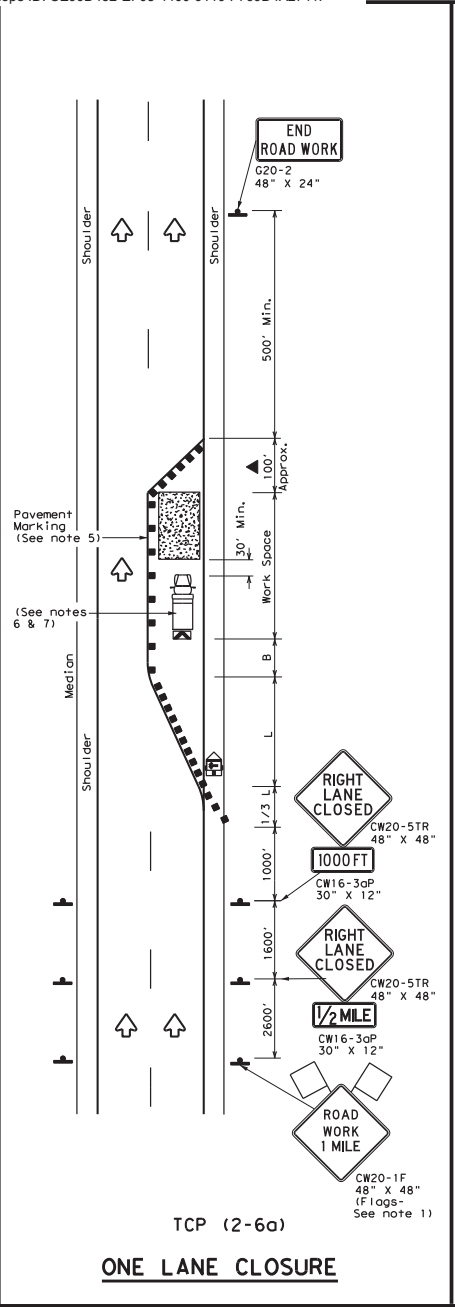 END
ROAD WORK
G20-2
48" X 24"
Shoulder
Shoulder
500' Min.
100'
Approx.
Pavement
Marking
(See note 5)
30' Min.
Work Space
(See notes
6 & 7)
B
Median
L
Shoulder
1/3 L
RIGHT
LANE
CLOSED
CW20-5TR
48" X 48"
1000'
1000 FT
CW16-3aP
30" X 12"
1600'
RIGHT
LANE
CLOSED
CW20-5TR
48" X 48"
2600'
1/2 MILE
CW16-3aP
30" X 12"
ROAD
WORK
1 MILE
CW20-1F
48" X 48"
(Flags-
See note 1)
TCP (2-6a)
ONE LANE CLOSURE